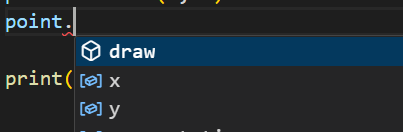 point.
draw
print(
x
y